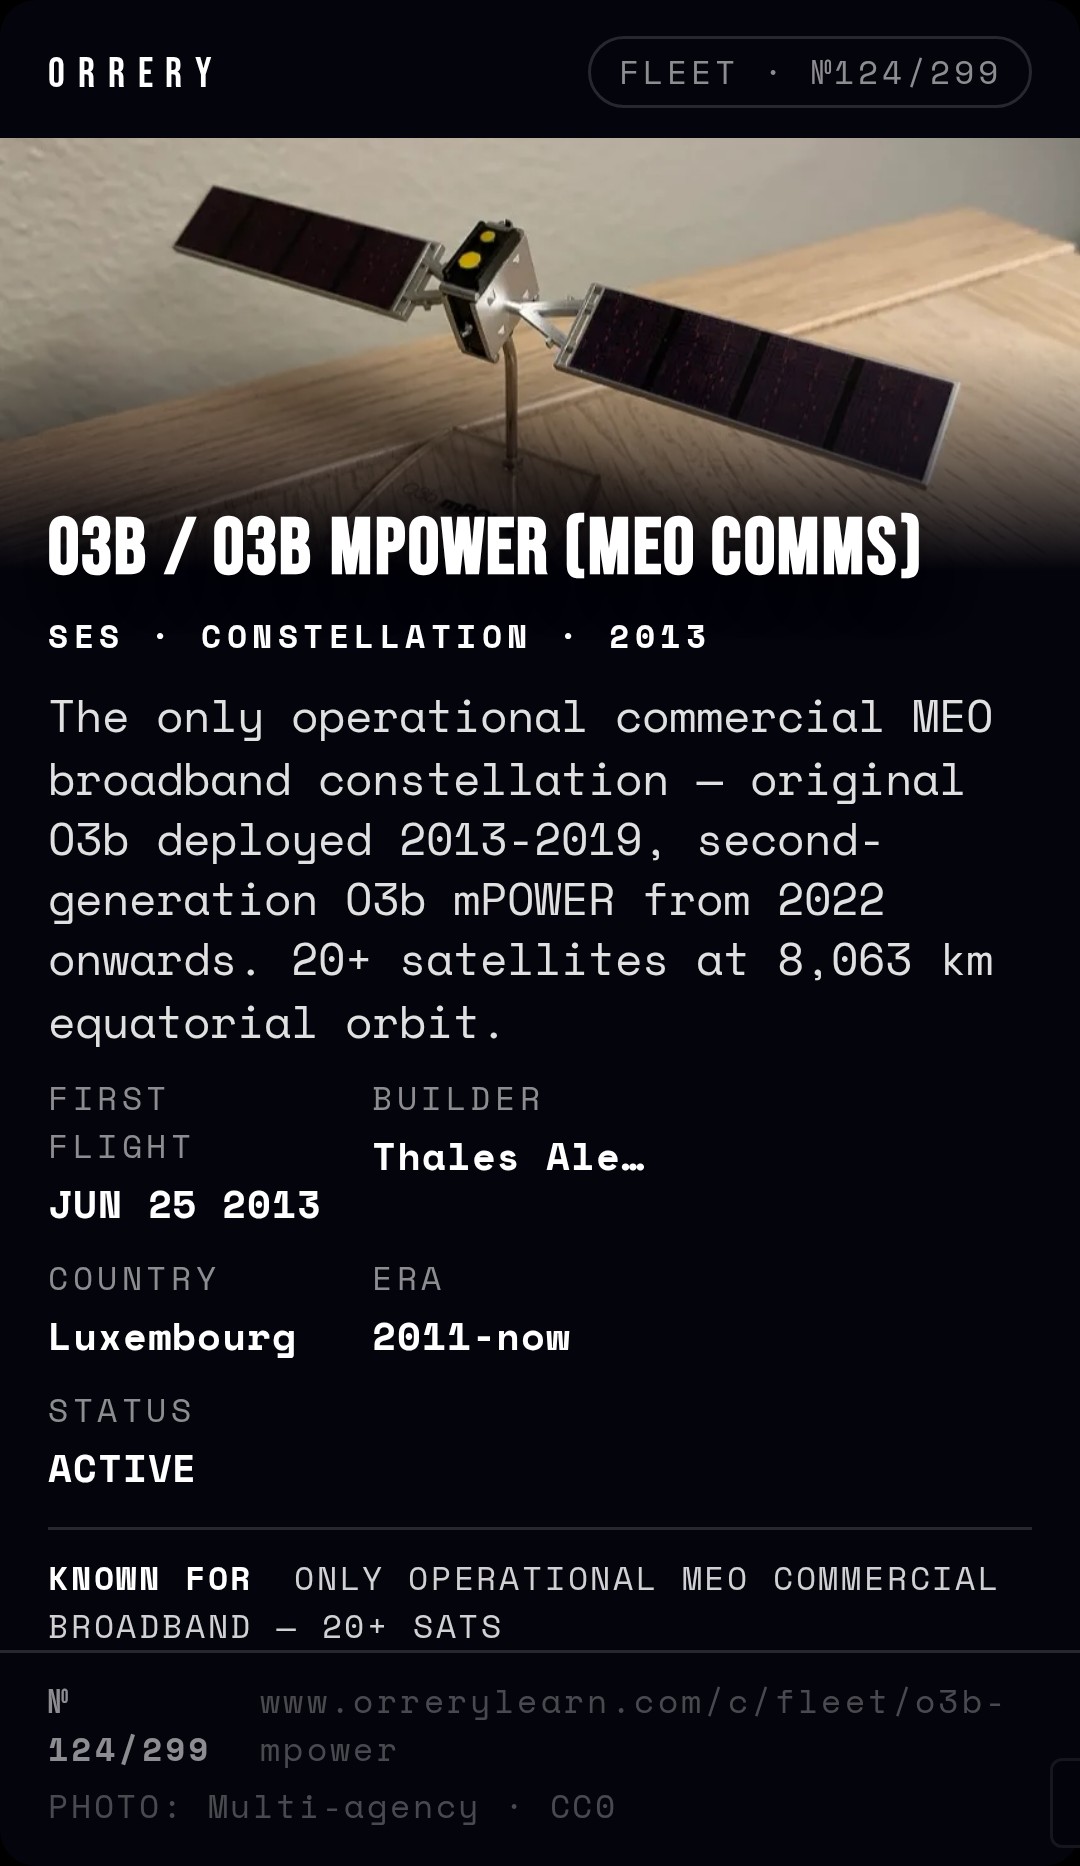 ORRERY
FLEET · №124/299
O3B / O3B MPOWER (MEO COMMS)
SES · CONSTELLATION · 2013
The only operational commercial MEO
broadband constellation — original
O3b deployed 2013-2019, second-
generation O3b mPOWER from 2022
onwards. 20+ satellites at 8,063 km
equatorial orbit.
FIRST
FLIGHT
JUN 25 2013
BUILDER
Thales Ale…
COUNTRY
Luxembourg
ERA
2011-now
STATUS
ACTIVE
KNOWN FOR ONLY OPERATIONAL MEO COMMERCIAL
BROADBAND — 20+ SATS
№
124/299
www.orrerylearn.com/c/fleet/o3b-
mpower
PHOTO: Multi-agency · CC0